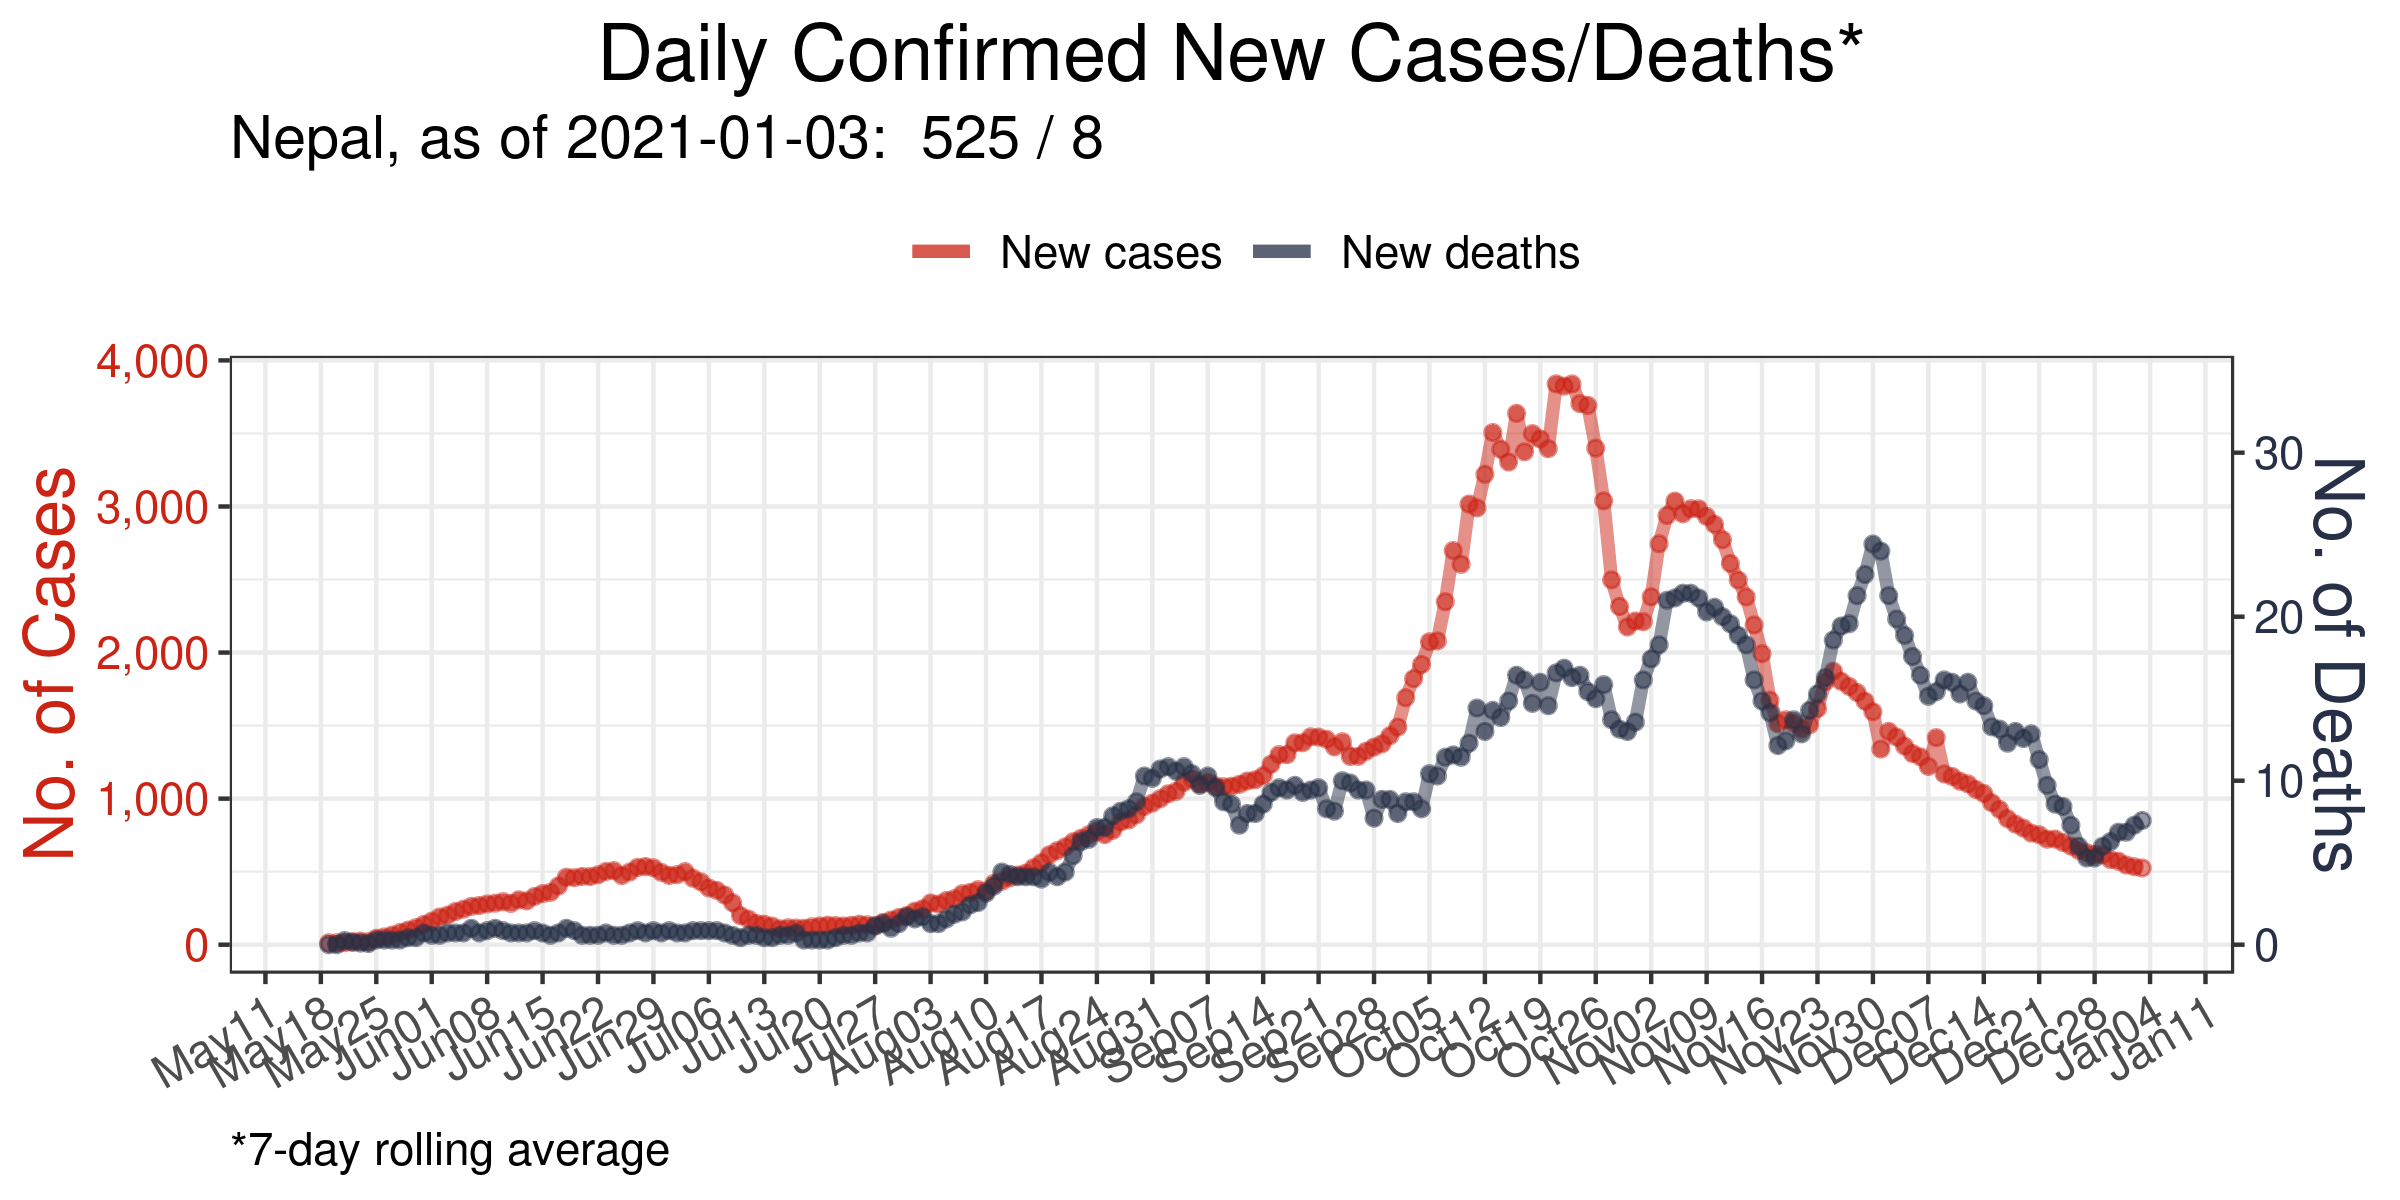 Daily Confirmed New Cases/Deaths*
Nepal, as of 2021-01-03:  525 / 8
New cases
New deaths
No. of Cases
4,000
3,000
2,000
1,000
0
30
20
10
0
No. of Deaths
May11
May18
May25
Jun01
Jun08
Jun15
Jun22
Jun29
Jul06
Jul13
Jul20
Jul27
Aug03
Aug10
Aug17
Aug24
Aug31
Sep07
Sep14
Sep21
Sep28
Oct05
Oct12
Oct19
Oct26
Nov02
Nov09
Nov16
Nov23
Nov30
Dec07
Dec14
Dec21
Dec28
Jan04
Jan11
*7-day rolling average